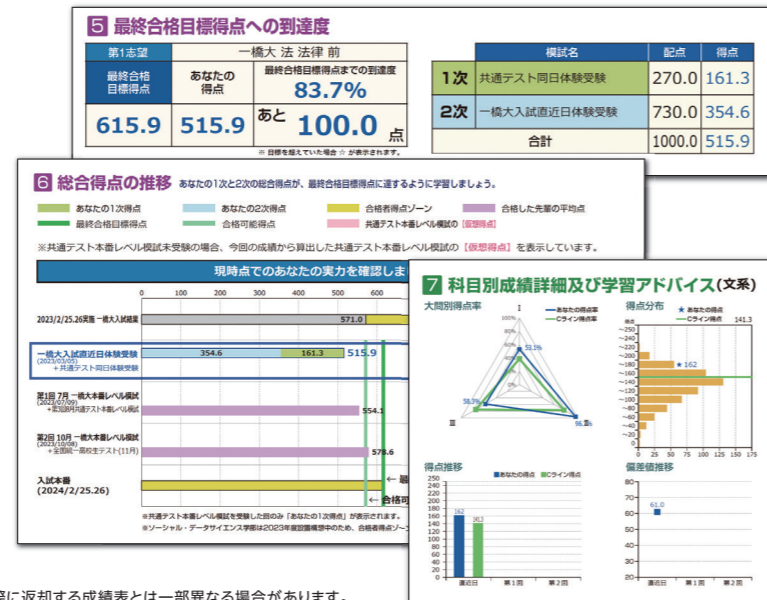 5 最終合格目標得点への到達度
第1志望 一橋大 法 法律 前
最終合格目標得点 あなたの得点 最終合格目標得点までの到達度
83.7%
615.9 515.9 あと 100.0 点
※ 目標を超えていた場合 ☆ が表示されます。
模試名 配点 得点
1次 共通テスト同日体験受験 270.0 161.3
2次 一橋大入試直近日体験受験 730.0 354.6
合計 1000.0 515.9
6 総合得点の推移 あなたの1次と2次の総合得点が、最終合格目標得点に達するように学習しましょう。
あなたの1次得点 あなたの2次得点 合格者得点ゾーン 合格した先輩の平均点
最終合格目標得点 合格可能得点 共通テスト本番レベル模試の【仮想得点】
※共通テスト本番レベル模試未受験の場合、今回の成績から算出した共通テスト本番レベル模試の【仮想得点】を表示しています。
現時点でのあなたの実力を確認しま
0 100 200 300 400 500 600
2023/2/25.26実施 一橋大入試結果 571.0
一橋大入試直近日体験受験 354.6 161.3 515.9
(2023/03/05)
+共通テスト同日体験受験
第1回 7月 一橋大本番レベル模試
(2023/07/09) 554.1
第2回 10月 一橋大本番レベル模試
(2023/10/08) 578.6
+全国統一高校生テスト(11月)
入試本番
(2024/2/25.26)
← 最
← 合格可
※共通テスト本番レベル模試を受験した回のみ「あなたの1次得点」が表示されます。
※ソーシャル・データサイエンス学部は2023年度設置構想中のため、合格者得点ゾーン
7 科目別成績詳細及び学習アドバイス(文系)
大問別得点率
あなたの得点率
Cライン得点率
Ⅰ
100%
80%
60%
40%
20%
0%
53.3%
58.3%
Ⅲ Ⅱ
得点分布
★ あなたの得点
Cライン得点 141.3
得点
~250
~240
~220
~200
~180
~160
~140
~120
~100
~80
~60
~40
~20
0
★ 162
0 25 50 75 100 125 150 175
得点推移
あなたの得点 Cライン得点
250
240
220
200
180
160
140
120
100
80
60
40
20
0
162 141.3
直近日 第1回 第2回
偏差値推移
80
70
60
50
40
30
20
61.0
直近日 第1回 第2回
際に返却する成績表とは一部異なる場合があります。